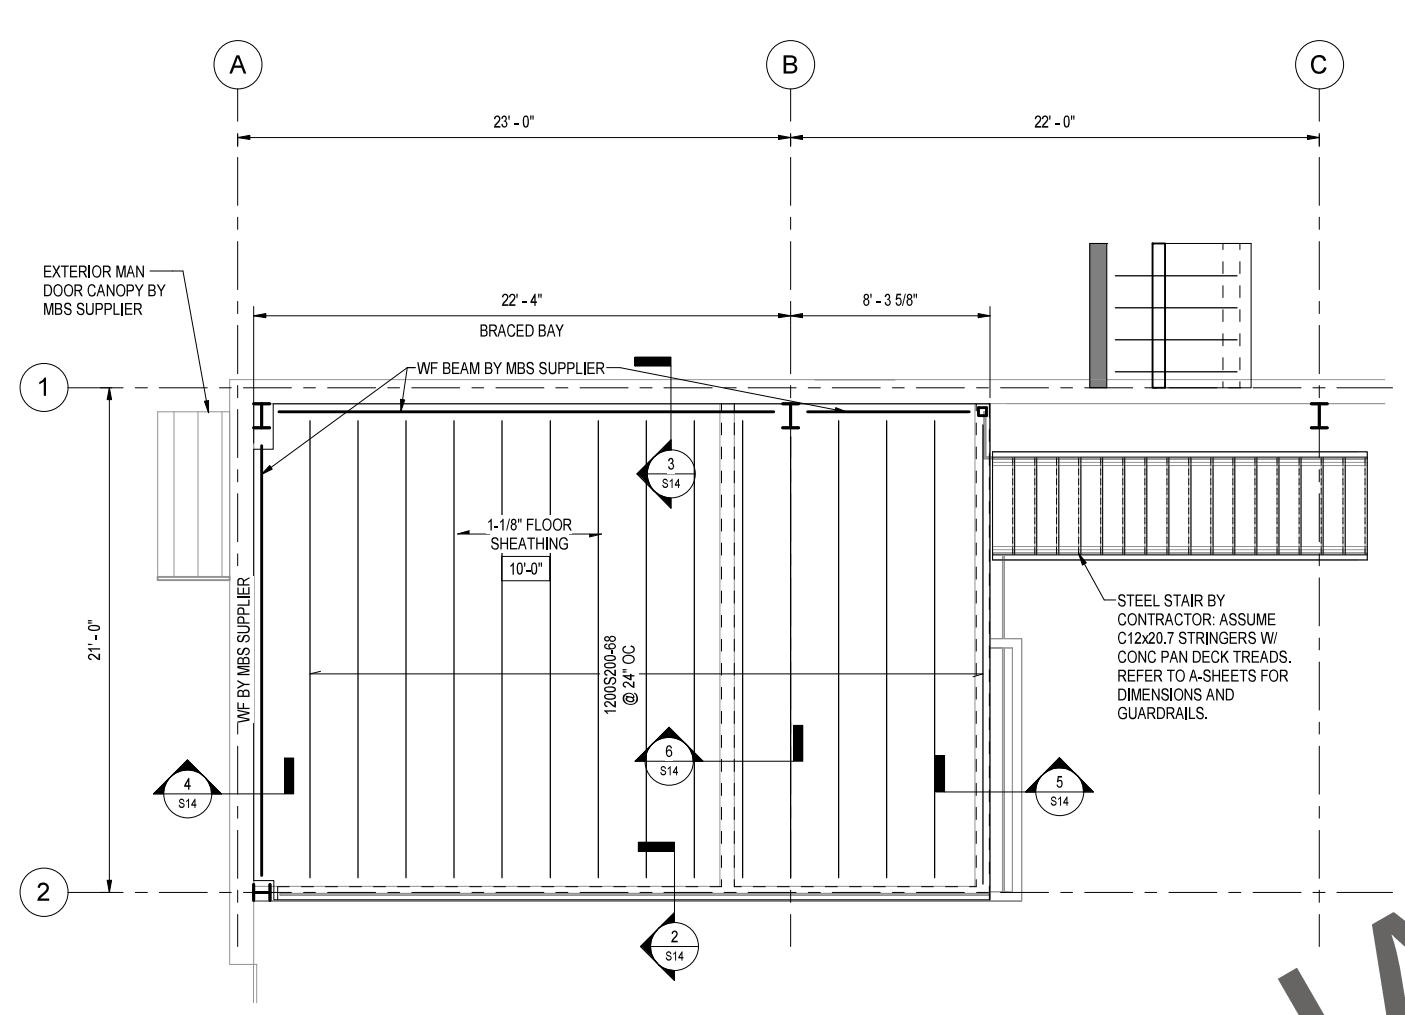 A
B
C
23' - 0"
22' - 0"
EXTERIOR MAN
DOOR CANOPY BY
MBS SUPPLIER
22' - 4"
8' - 3 5/8"
BRACED BAY
1
WF BEAM BY MBS SUPPLIER
3
S14
1-1/8" FLOOR
SHEATHING
10'-0"
21' - 0"
WF BY MBS SUPPLIER
1200S200-68
@ 24" OC
STEEL STAIR BY
CONTRACTOR: ASSUME
C12x20.7 STRINGERS W/
CONC PAN DECK TREADS.
REFER TO A-SHEETS FOR
DIMENSIONS AND
GUARDRAILS.
6
S14
4
S14
5
S14
2
2
S14